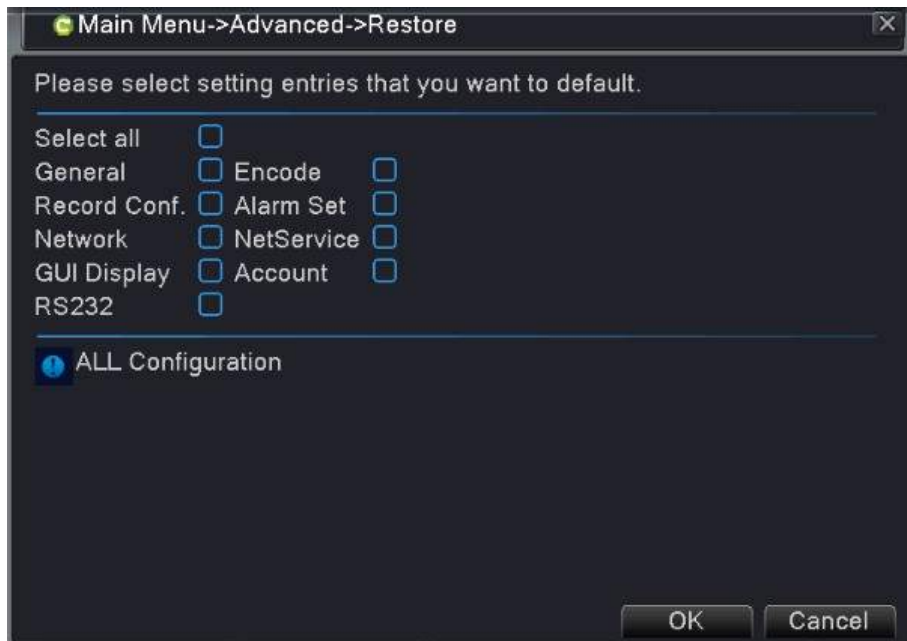 Main Menu->Advanced->Restore
Please select setting entries that you want to default.
Select all
General Encode
Record Conf. Alarm Set
Network NetService
GUI Display Account
RS232
ALL Configuration
OK Cancel